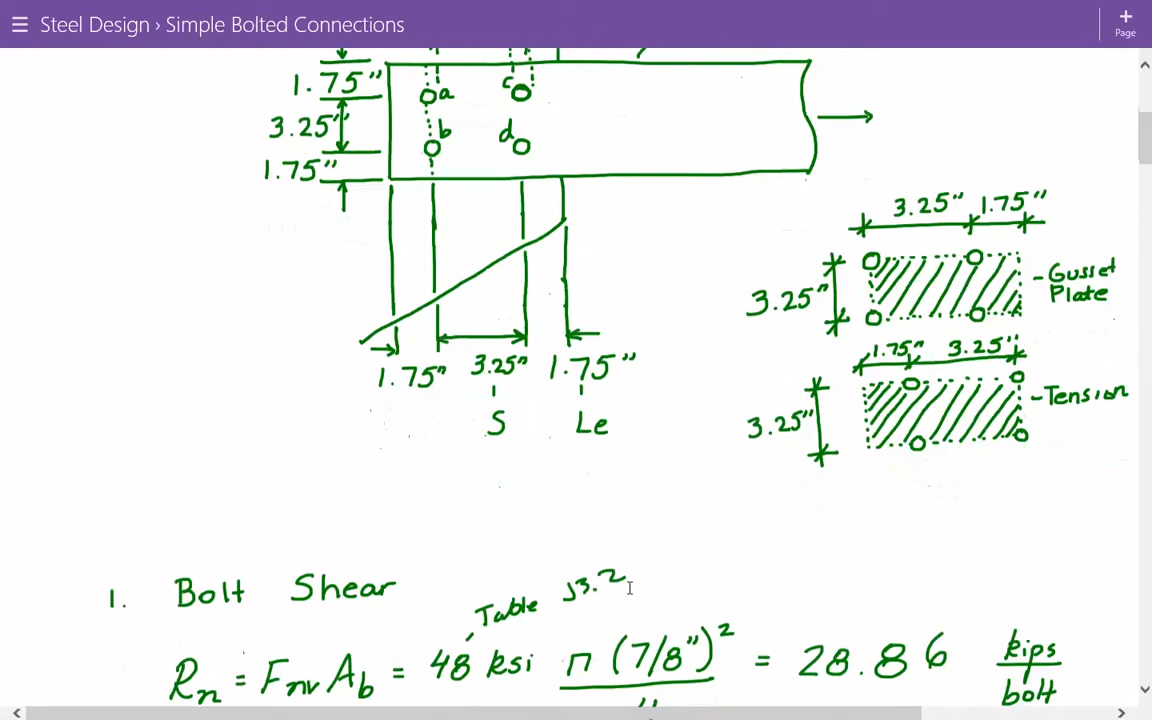 Steel Design › Simple Bolted Connections
Page
1.75"
3.25"
1.75"
a
b
c
d
1.75"
3.25"
1.75"
S
Le
3.25" 1.75"
3.25"
Gusset
Plate
1.75" 3.25"
3.25"
Tension
1. Bolt Shear
Table J3.2
Rn = Fnv Ab = 48 ksi π (7/8")² = 28.86 kips
bolt